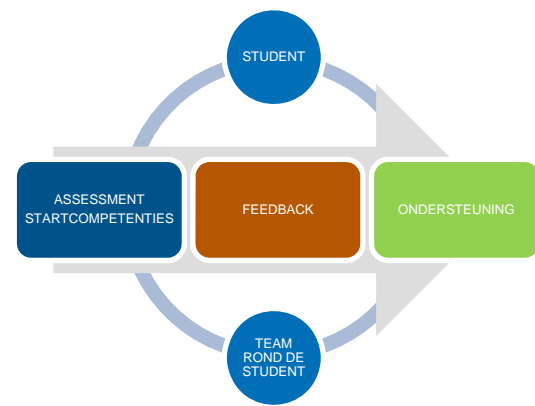 STUDENT
ASSESSMENT
STARTCOMPETENTIES
FEEDBACK
ONDERSTEUNING
TEAM
ROND DE
STUDENT